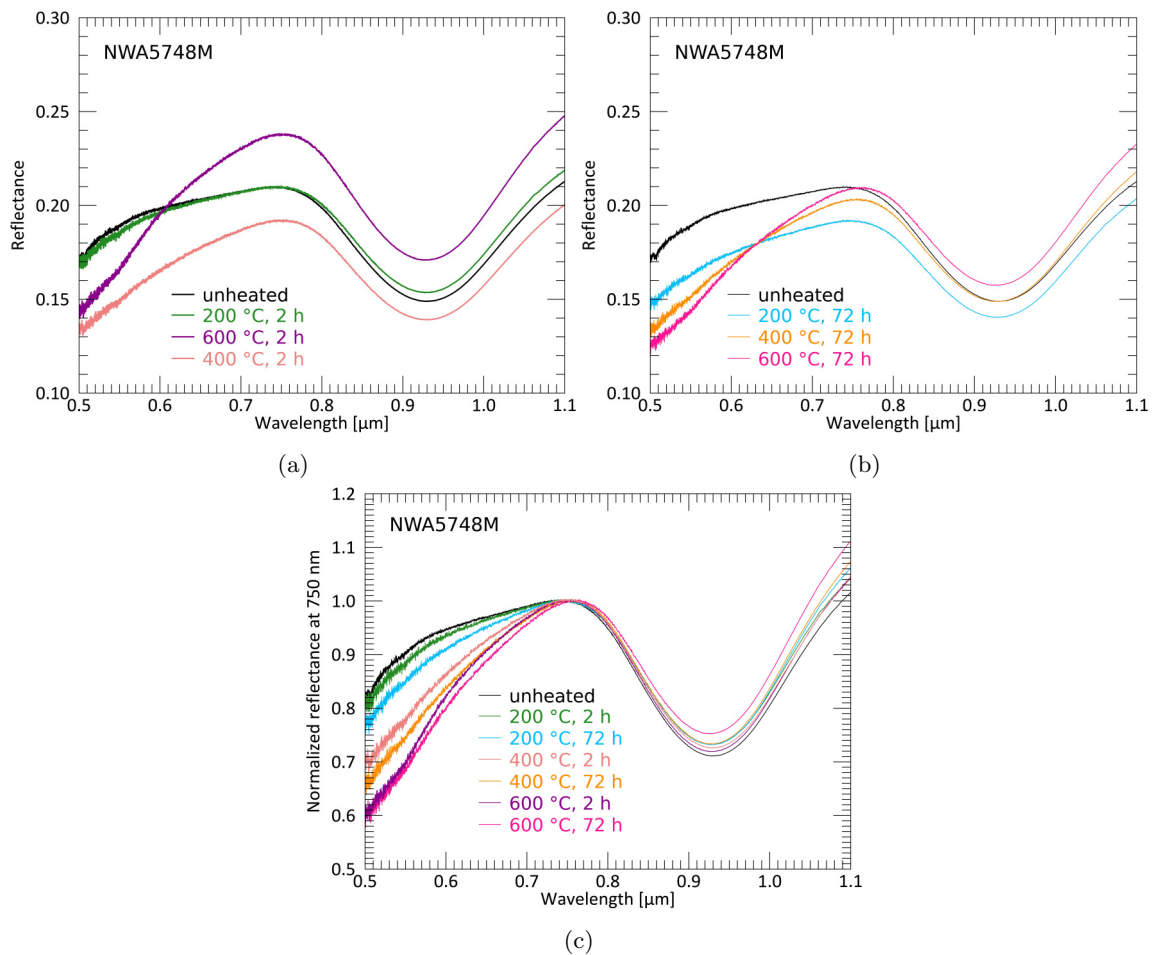 NWA5748M
Reflectance
0.30
0.25
0.20
0.15
0.10
unheated
200 °C, 2 h
600 °C, 2 h
400 °C, 2 h
0.5 0.6 0.7 0.8 0.9 1.0 1.1
Wavelength [µm]
(a)
NWA5748M
Reflectance
0.30
0.25
0.20
0.15
0.10
unheated
200 °C, 72 h
400 °C, 72 h
600 °C, 72 h
0.5 0.6 0.7 0.8 0.9 1.0 1.1
Wavelength [µm]
(b)
NWA5748M
Normalized reflectance at 750 nm
1.2
1.1
1.0
0.9
0.8
0.7
0.6
0.5
unheated
200 °C, 2 h
200 °C, 72 h
400 °C, 2 h
400 °C, 72 h
600 °C, 2 h
600 °C, 72 h
0.5 0.6 0.7 0.8 0.9 1.0 1.1
Wavelength [µm]
(c)